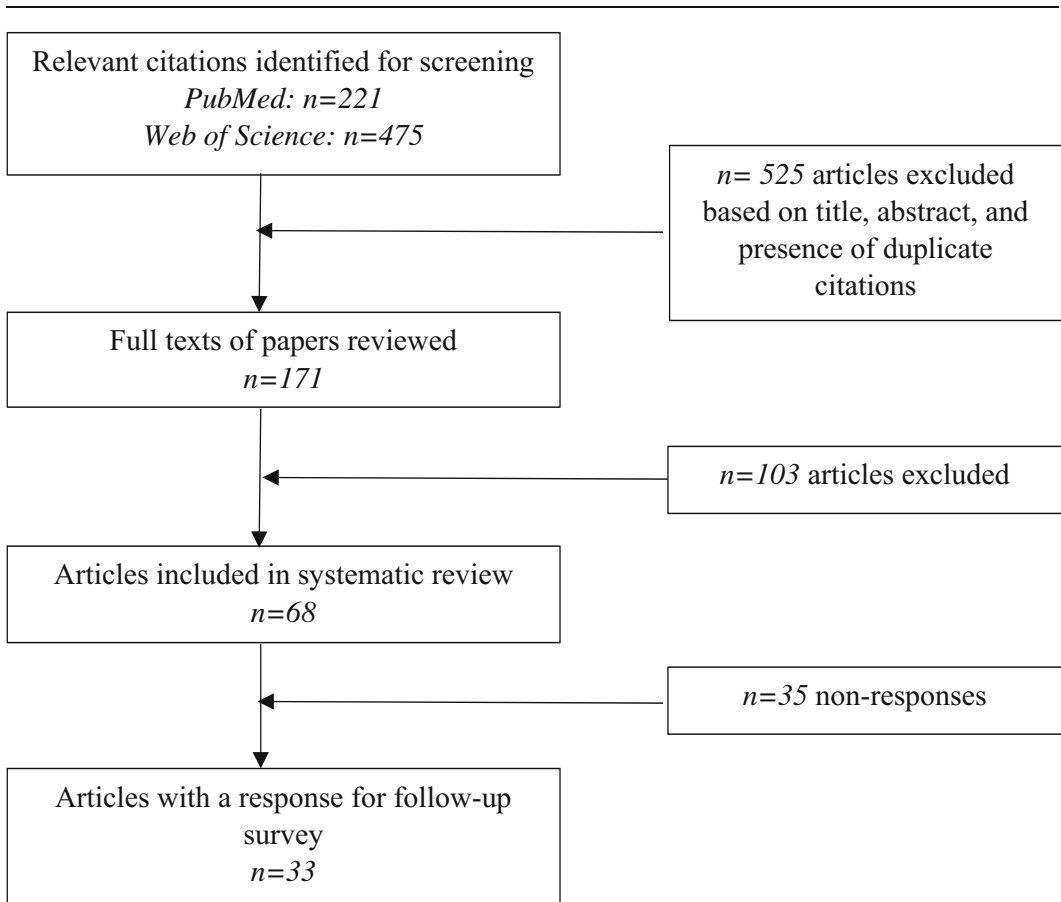 Relevant citations identified for screening
PubMed: n=221
Web of Science: n=475
n= 525 articles excluded
based on title, abstract, and
presence of duplicate
citations
Full texts of papers reviewed
n=171
n=103 articles excluded
Articles included in systematic review
n=68
n=35 non-responses
Articles with a response for follow-up
survey
n=33